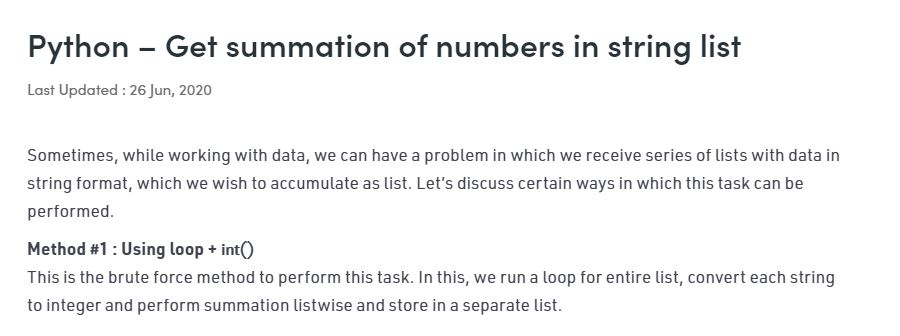 Python – Get summation of numbers in string list
Last Updated : 26 Jun, 2020
Sometimes, while working with data, we can have a problem in which we receive series of lists with data in
string format, which we wish to accumulate as list. Let’s discuss certain ways in which this task can be
performed.
Method #1 : Using loop + int()
This is the brute force method to perform this task. In this, we run a loop for entire list, convert each string
to integer and perform summation listwise and store in a separate list.